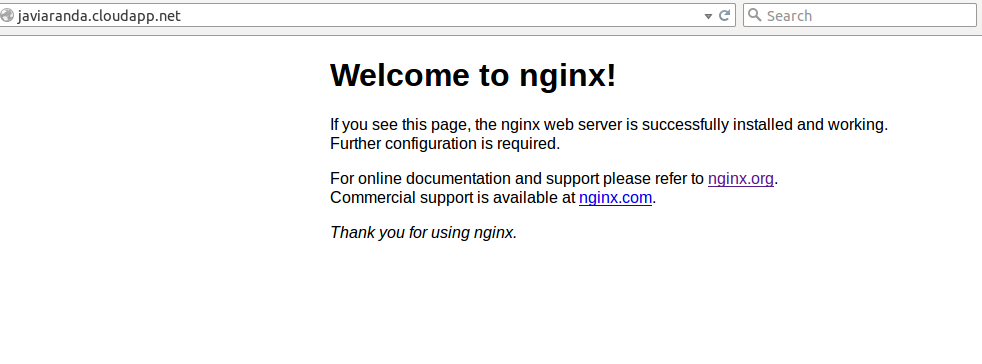 javiaranda.cloudapp.net
Search
Welcome to nginx!
If you see this page, the nginx web server is successfully installed and working.
Further configuration is required.
For online documentation and support please refer to nginx.org.
Commercial support is available at nginx.com.
Thank you for using nginx.